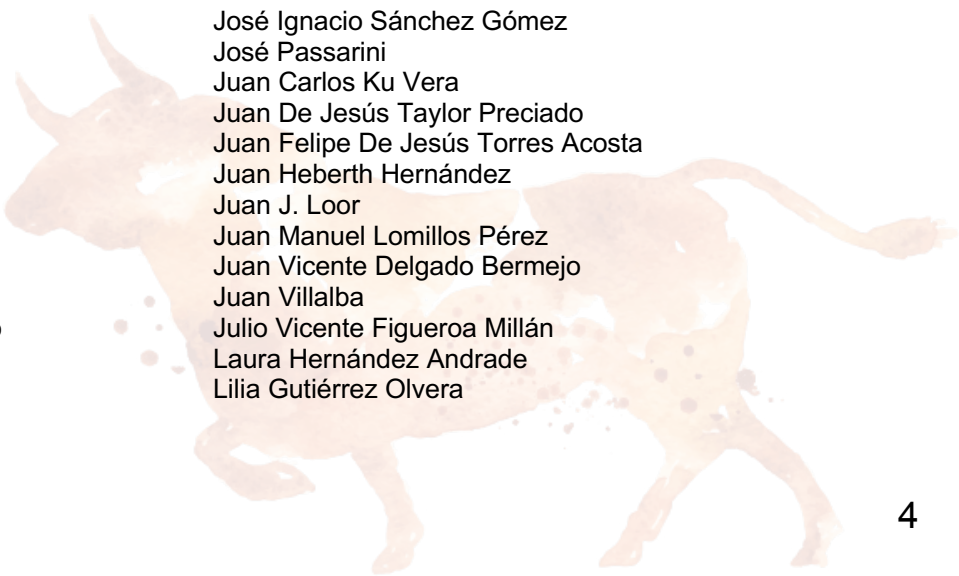 José Ignacio Sánchez Gómez
José Passarini
Juan Carlos Ku Vera
Juan De Jesús Taylor Preciado
Juan Felipe De Jesús Torres Acosta
Juan Heberth Hernández
Juan J. Loor
Juan Manuel Lomillos Pérez
Juan Vicente Delgado Bermejo
Juan Villalba
Julio Vicente Figueroa Millán
Laura Hernández Andrade
Lilia Gutiérrez Olvera
4